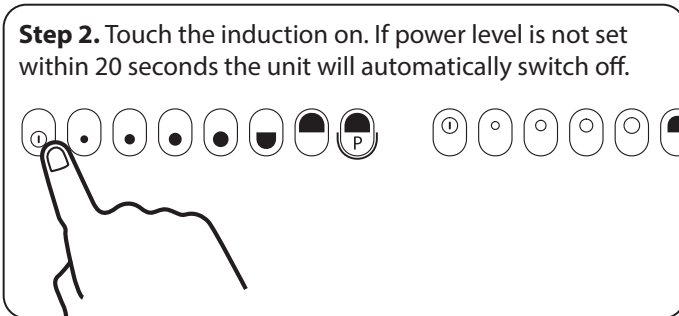 Step 2. Touch the induction on. If power level is not set
within 20 seconds the unit will automatically switch off.
P